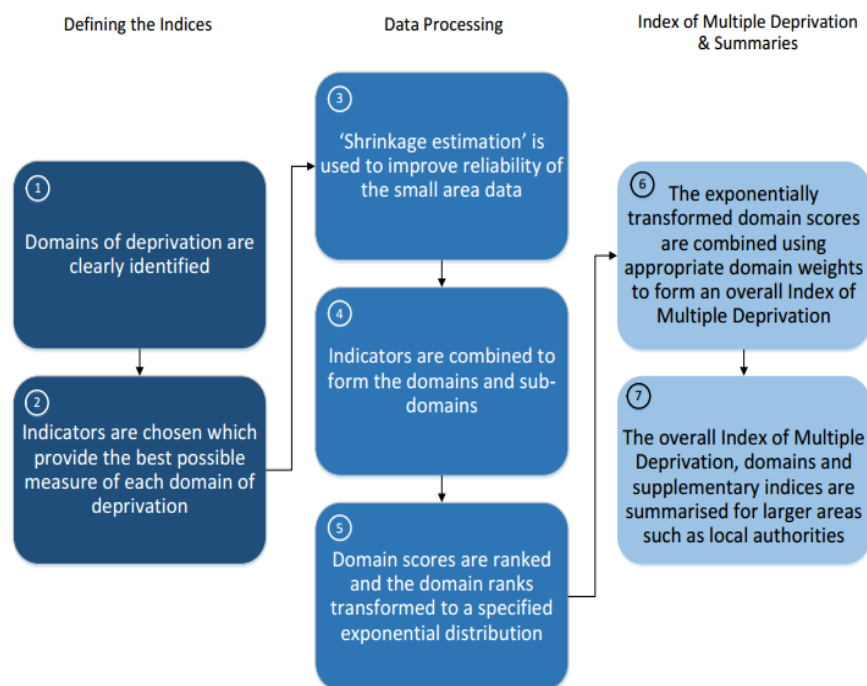 Defining the Indices
Data Processing
Index of Multiple Deprivation
& Summaries
1
Domains of deprivation are
clearly identified
2
Indicators are chosen which
provide the best possible
measure of each domain of
deprivation
3
‘Shrinkage estimation’ is
used to improve reliability of
the small area data
4
Indicators are combined to
form the domains and sub-
domains
5
Domain scores are ranked
and the domain ranks
transformed to a specified
exponential distribution
6
The exponentially
transformed domain scores
are combined using
appropriate domain weights
to form an overall Index of
Multiple Deprivation
7
The overall Index of Multiple
Deprivation, domains and
supplementary indices are
summarised for larger areas
such as local authorities